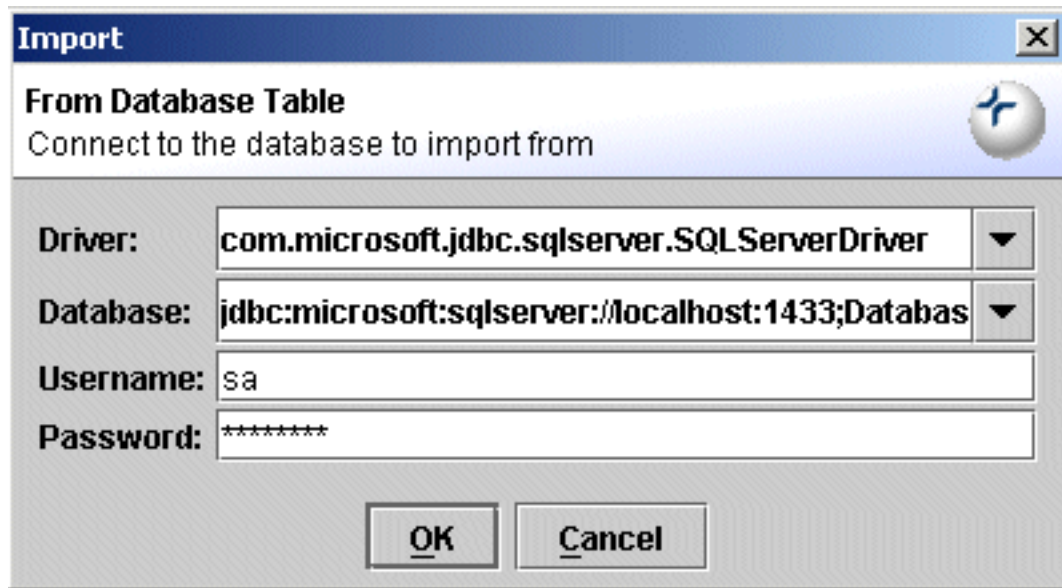 Import
From Database Table
Connect to the database to import from
Driver: com.microsoft.jdbc.sqlserver.SQLServerDriver
Database: jdbc:microsoft:sqlserver://localhost:1433;Databas
Username: sa
Password: ********
OK Cancel